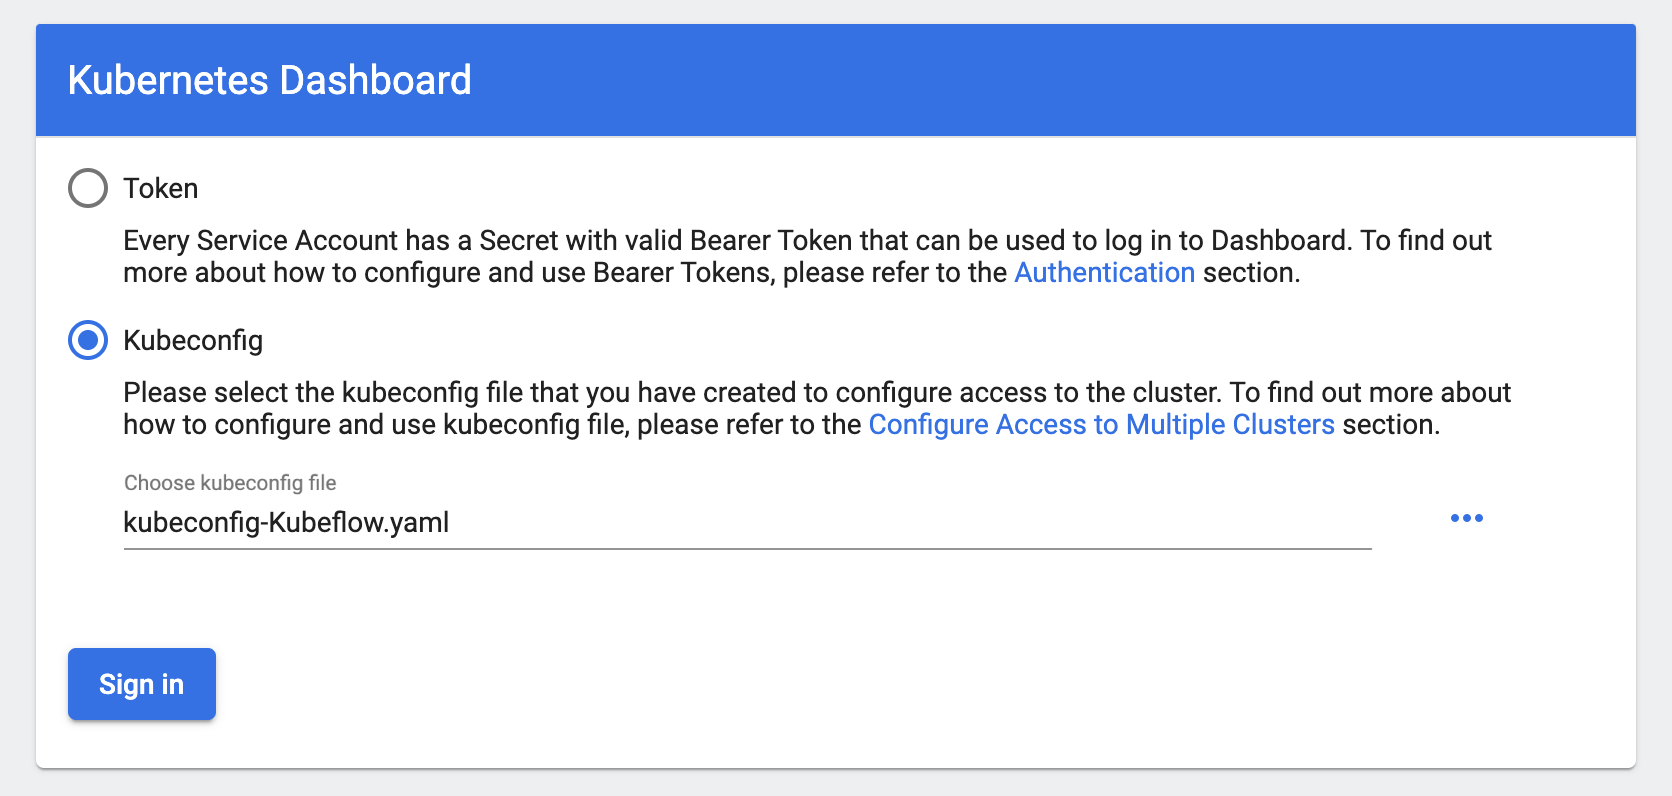 Kubernetes Dashboard
Token
Every Service Account has a Secret with valid Bearer Token that can be used to log in to Dashboard. To find out
more about how to configure and use Bearer Tokens, please refer to the Authentication section.
Kubeconfig
Please select the kubeconfig file that you have created to configure access to the cluster. To find out more about
how to configure and use kubeconfig file, please refer to the Configure Access to Multiple Clusters section.
Choose kubeconfig file
kubeconfig-Kubeflow.yaml
Sign in